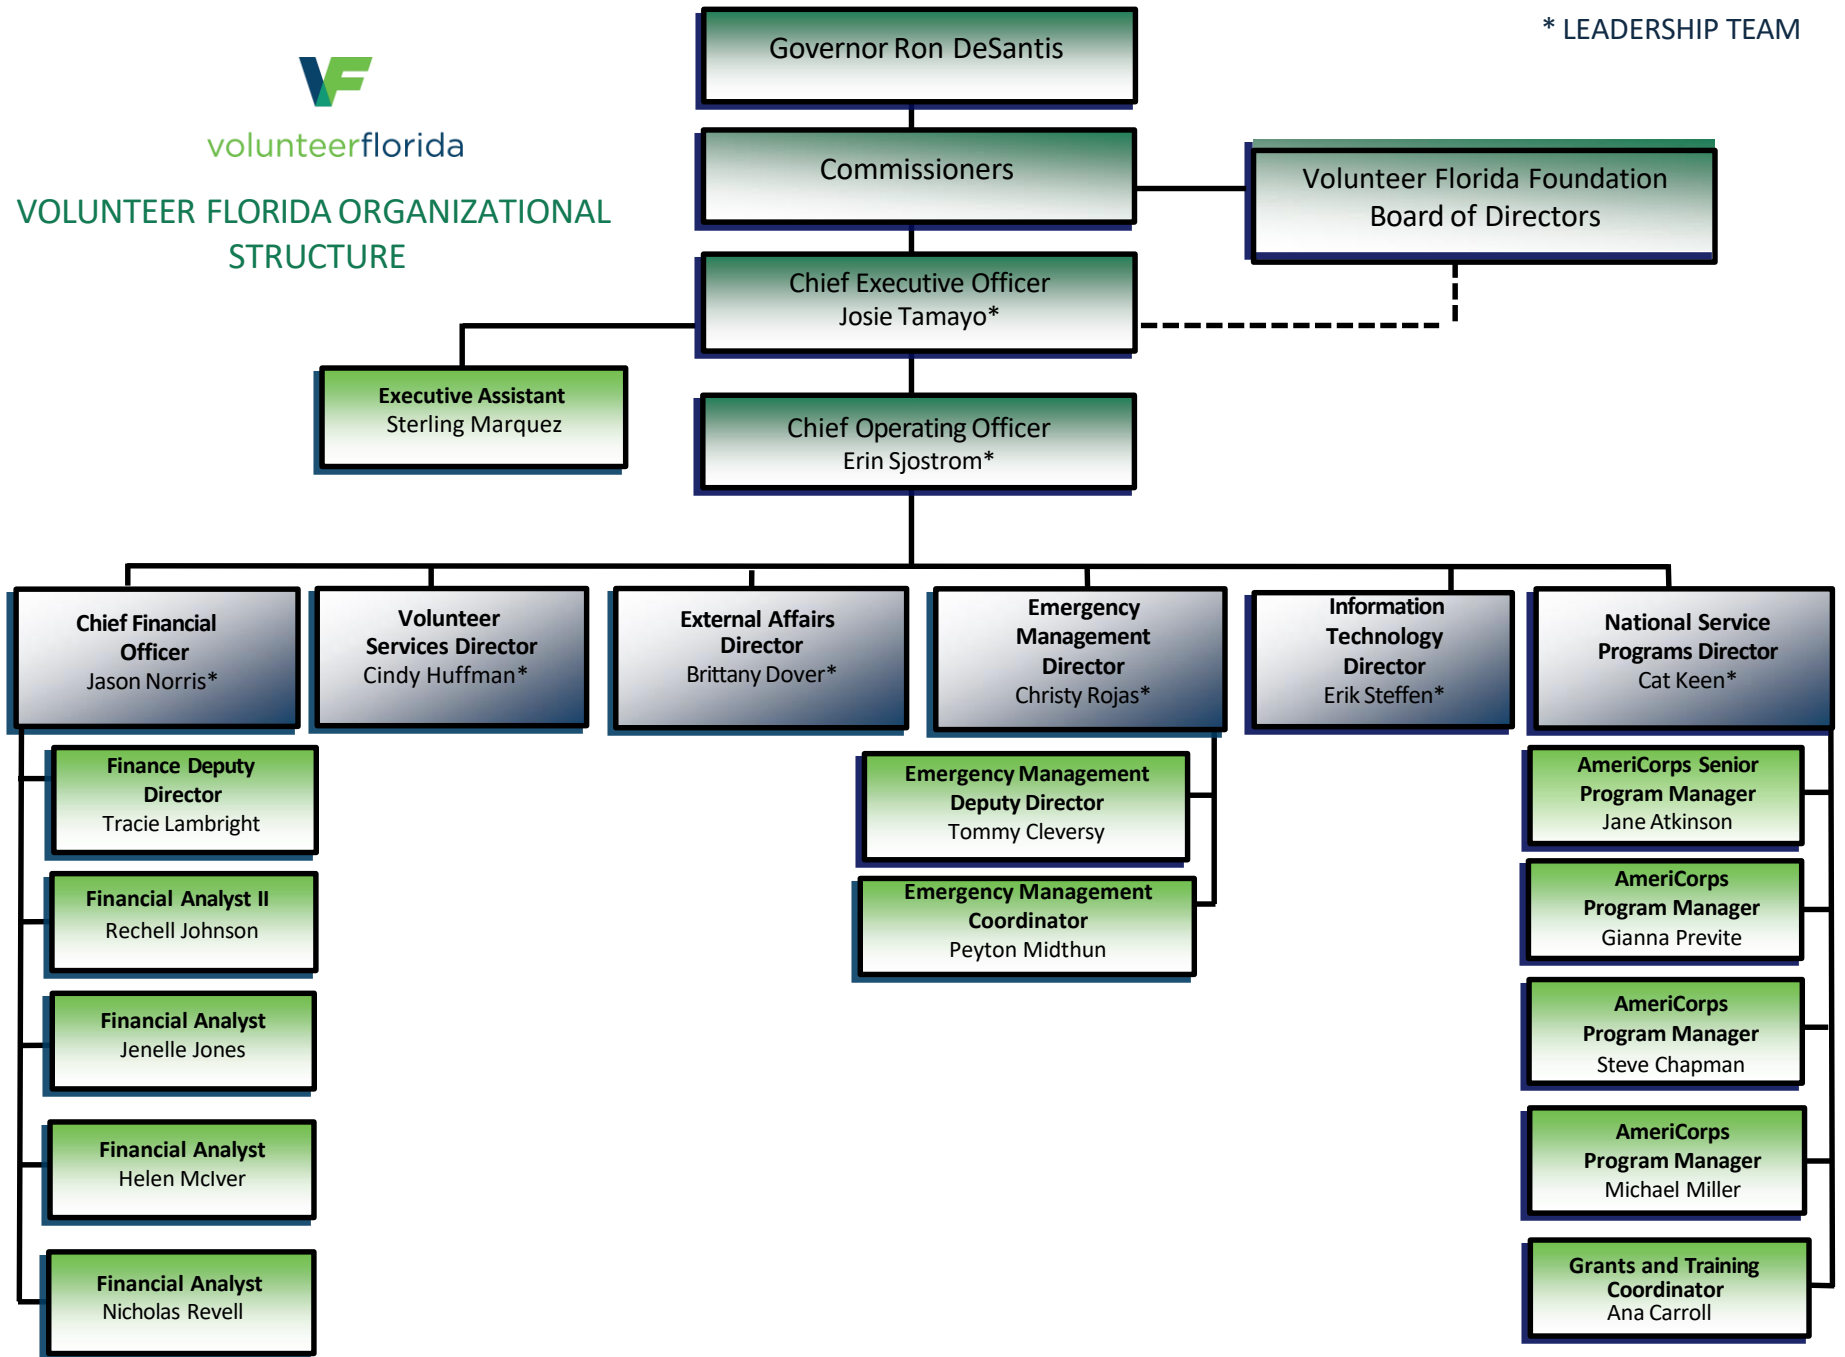 * LEADERSHIP TEAM
Governor Ron DeSantis
VF
volunteerflorida
VOLUNTEER FLORIDA ORGANIZATIONAL
STRUCTURE
Commissioners
Volunteer Florida Foundation
Board of Directors
Chief Executive Officer
Josie Tamayo*
Executive Assistant
Sterling Marquez
Chief Operating Officer
Erin Sjostrom*
Chief Financial
Officer
Jason Norris*
Volunteer
Services Director
Cindy Huffman*
External Affairs
Director
Brittany Dover*
Emergency
Management
Director
Christy Rojas*
Information
Technology
Director
Erik Steffen*
National Service
Programs Director
Cat Keen*
Finance Deputy
Director
Tracie Lambright
Financial Analyst II
Rechell Johnson
Financial Analyst
Jenelle Jones
Financial Analyst
Helen McIver
Financial Analyst
Nicholas Revell
Emergency Management
Deputy Director
Tommy Cleversy
Emergency Management
Coordinator
Peyton Midthun
AmeriCorps Senior
Program Manager
Jane Atkinson
AmeriCorps
Program Manager
Gianna Previte
AmeriCorps
Program Manager
Steve Chapman
AmeriCorps
Program Manager
Michael Miller
Grants and Training
Coordinator
Ana Carroll